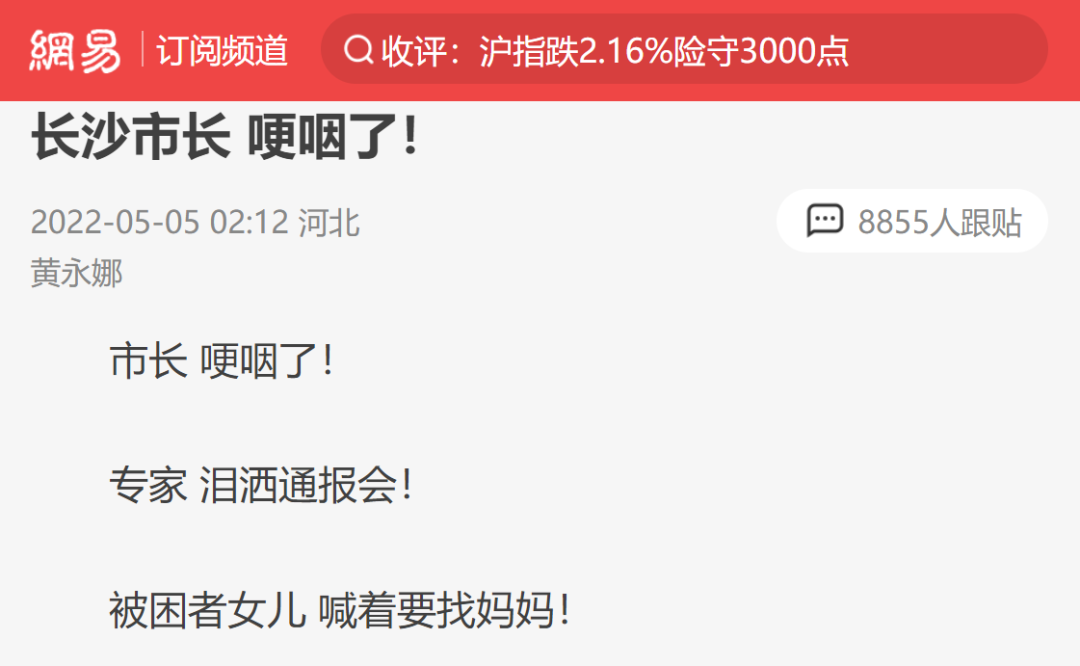 網易 订阅频道 收评：沪指跌2.16%险守3000点
长沙市长 哽咽了！
2022-05-05 02:12 河北
8855人跟贴
黄永娜
市长 哽咽了！
专家 泪洒通报会！
被困者女儿 喊着要找妈妈！